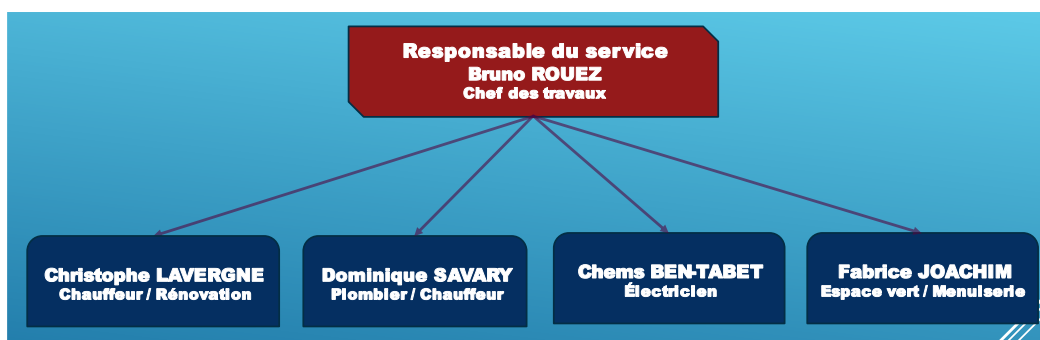 Responsable du service
Bruno ROUEZ
Chef des travaux
Christophe LAVERGNE
Chauffeur / Rénovation
Dominique SAVARY
Plombier / Chauffeur
Chems BEN-TABET
Électricien
Fabrice JOACHIM
Espace vert / Menuiserie